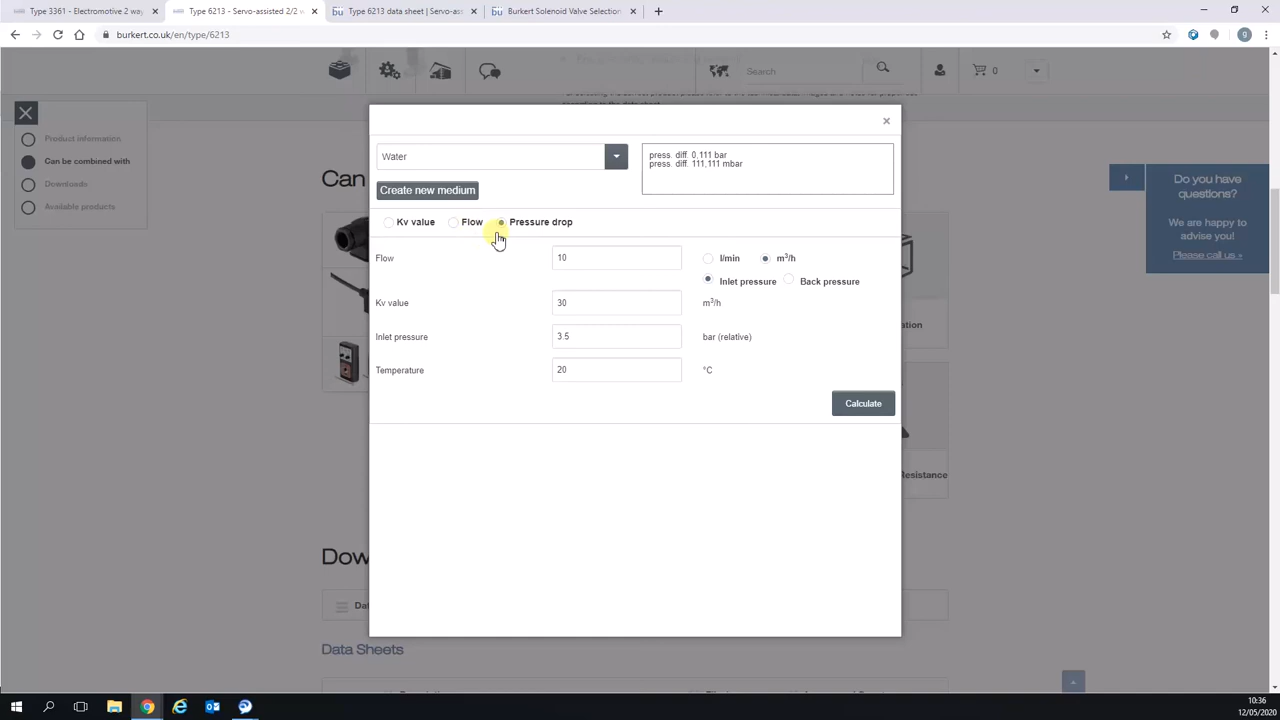 Type 3361 - Electromotive 2 way
Type 6213 - Servo-assisted 2/2 w
Type 6213 data sheet | Servo-ass
Burkert Solenoid Valve Selection
burkert.co.uk/en/type/6213
Search
0
Product information
Can be combined with
Downloads
Available products
Can
Water
press. diff. 0,111 bar
press. diff. 111,111 mbar
Create new medium
Kv value
Flow
Pressure drop
Flow
10
l/min
m³/h
Inlet pressure
Back pressure
Kv value
30
m³/h
Inlet pressure
3.5
bar (relative)
Temperature
20
°C
Calculate
Do you have
questions?
We are happy to
advise you!
Please call us »
ation
Resistance
Dow
Dat
Data Sheets
10:36
12/05/2020